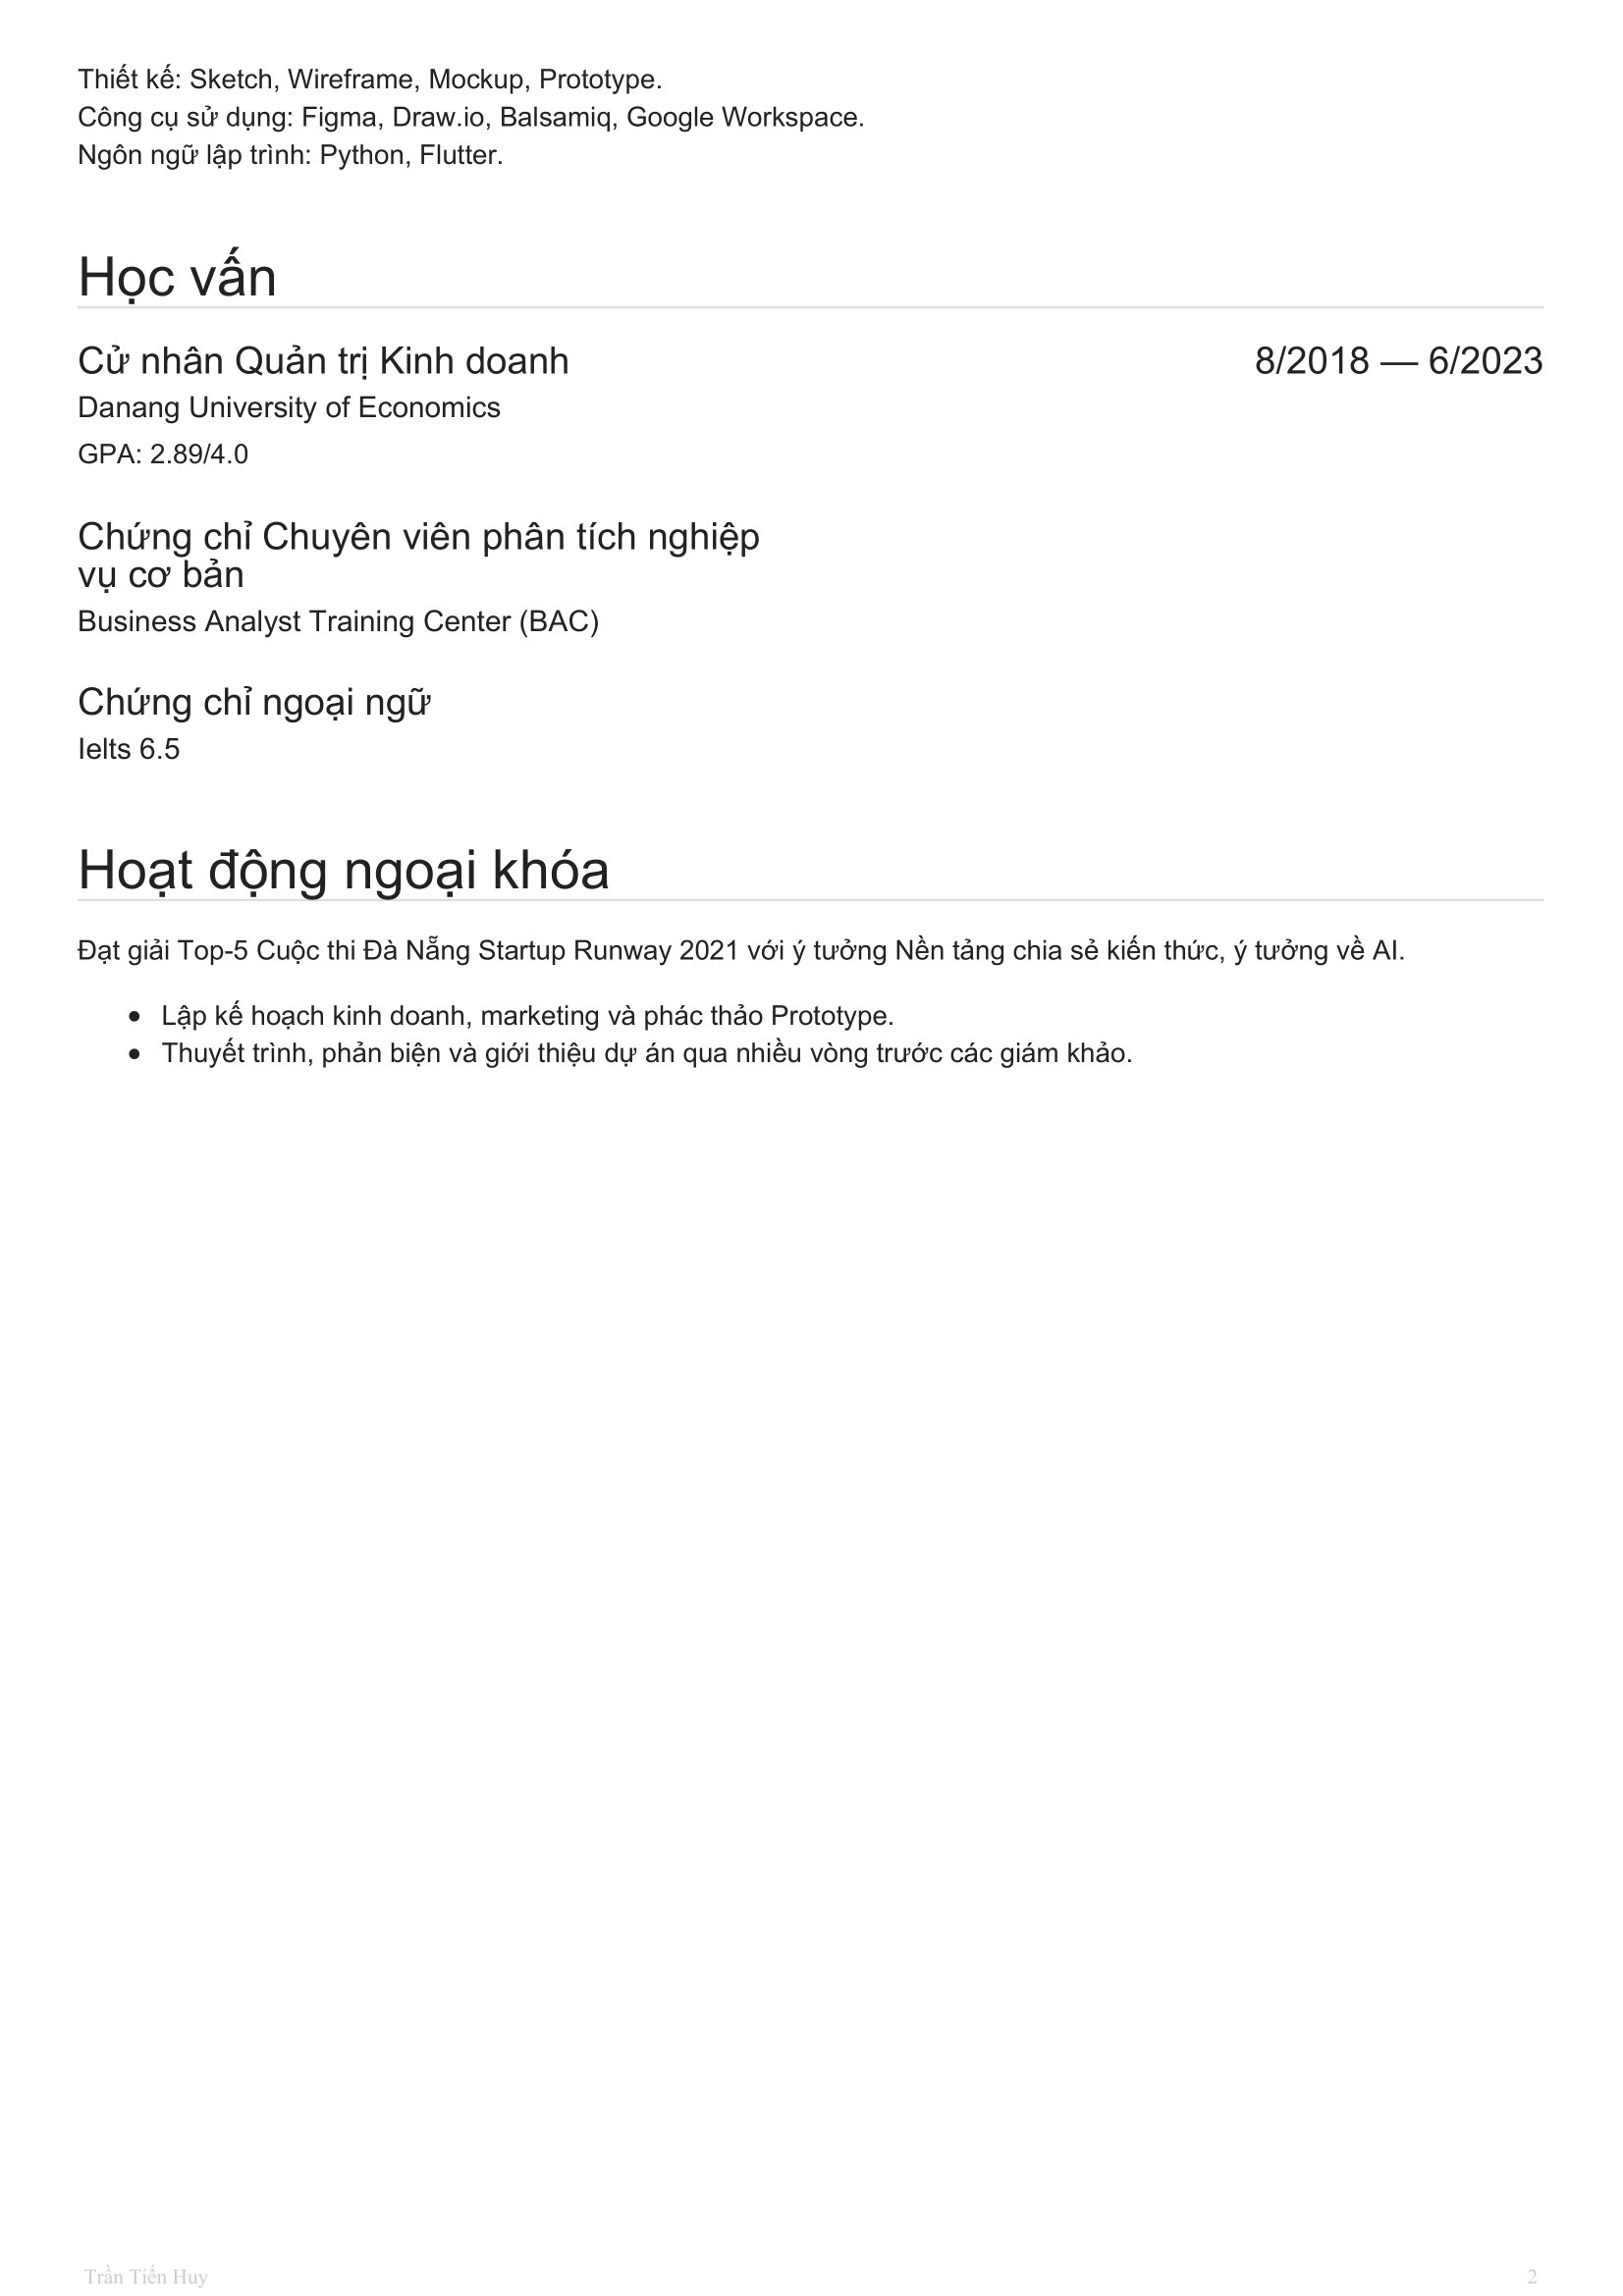 Thiết kế: Sketch, Wireframe, Mockup, Prototype.
Công cụ sử dụng: Figma, Draw.io, Balsamiq, Google Workspace.
Ngôn ngữ lập trình: Python, Flutter.
Học vấn
Cử nhân Quản trị Kinh doanh 8/2018 — 6/2023
Danang University of Economics
GPA: 2.89/4.0
Chứng chỉ Chuyên viên phân tích nghiệp
vụ cơ bản
Business Analyst Training Center (BAC)
Chứng chỉ ngoại ngữ
Ielts 6.5
Hoạt động ngoại khóa
Đạt giải Top-5 Cuộc thi Đà Nẵng Startup Runway 2021 với ý tưởng Nền tảng chia sẻ kiến thức, ý tưởng về AI.
● Lập kế hoạch kinh doanh, marketing và phác thảo Prototype.
● Thuyết trình, phản biện và giới thiệu dự án qua nhiều vòng trước các giám khảo.
Trần Tiến Huy 2